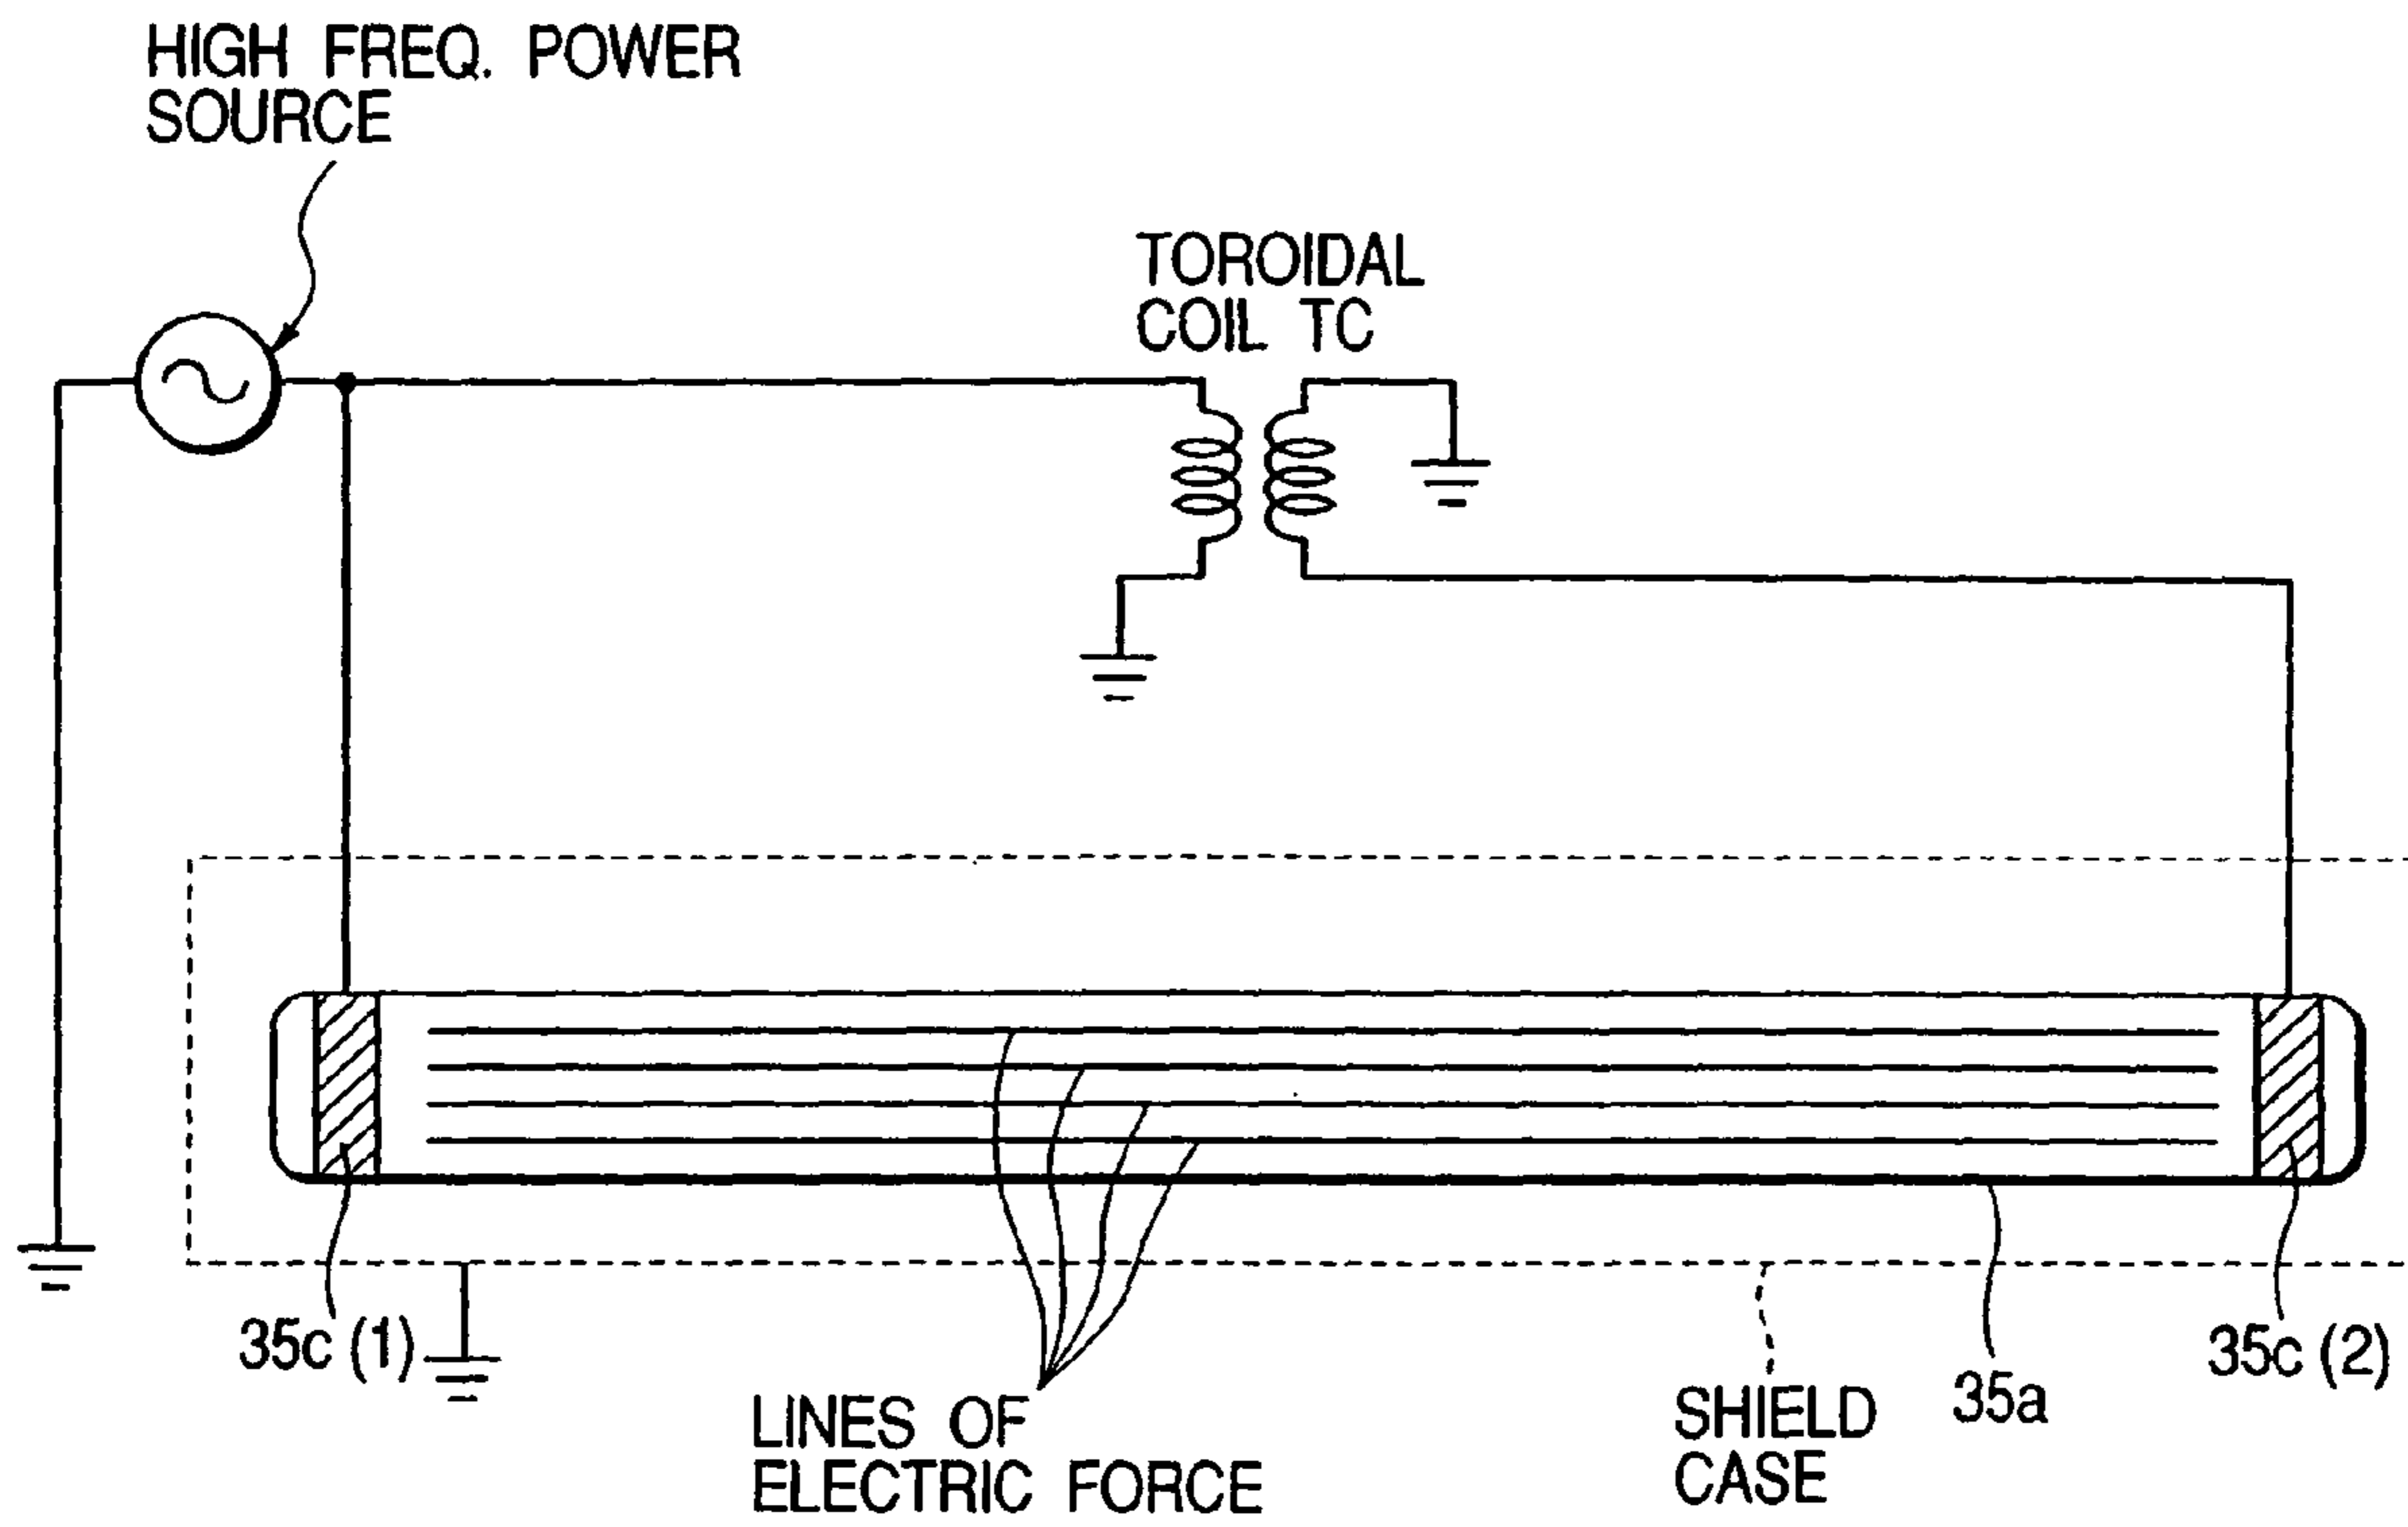 HIGH FREQ. POWER
SOURCE
TOROIDAL
COIL TC
35c (1)
LINES OF
ELECTRIC FORCE
SHIELD
CASE
35a
35c (2)